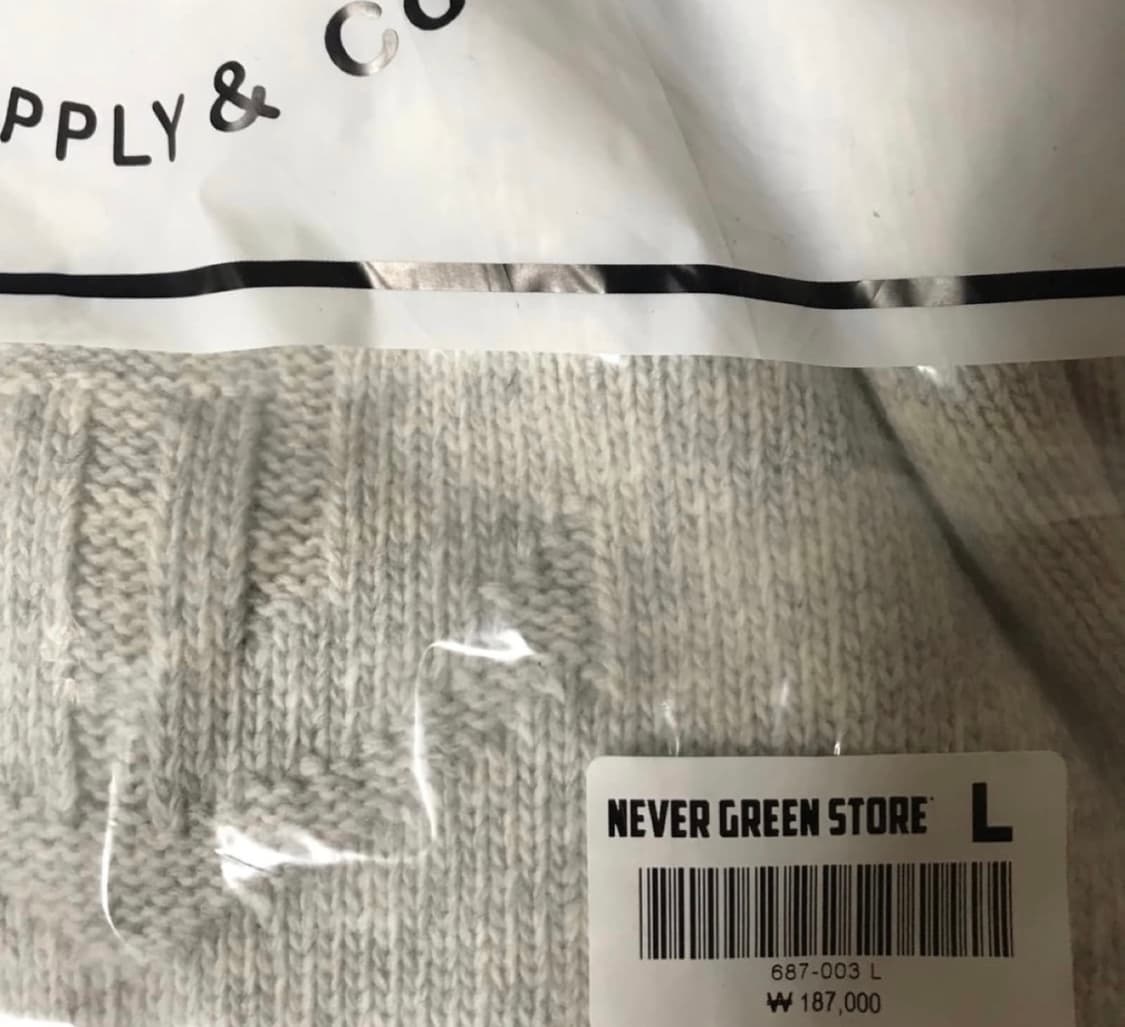 PPLY & CO
NEVER GREEN STORE L
687-003 L
₩ 187,000